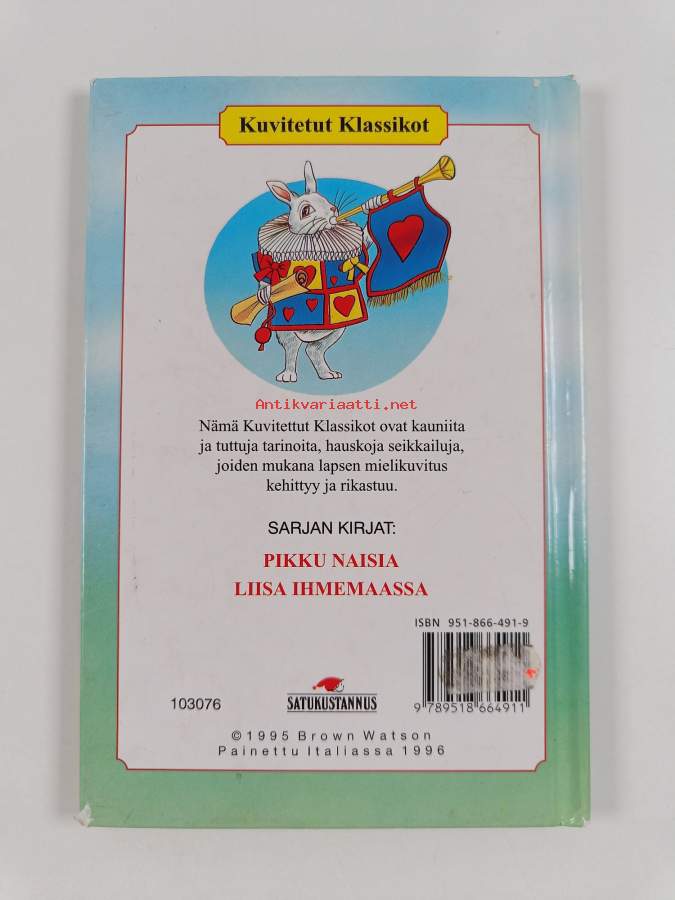 Kuvitetut Klassikot
Antikvariaatti.net
Nämä Kuvitettut Klassikot ovat kauniita
ja tuttuja tarinoita, hauskoja seikkailuja,
joiden mukana lapsen mielikuvitus
kehittyy ja rikastuu.
SARJAN KIRJAT:
PIKKU NAISIA
LIISA IHMEMAASSA
ISBN 951-866-491-9
9 789518 664911
103076
SATUKUSTANNUS
©1995 Brown Watson
Painettu Italiassa 1996